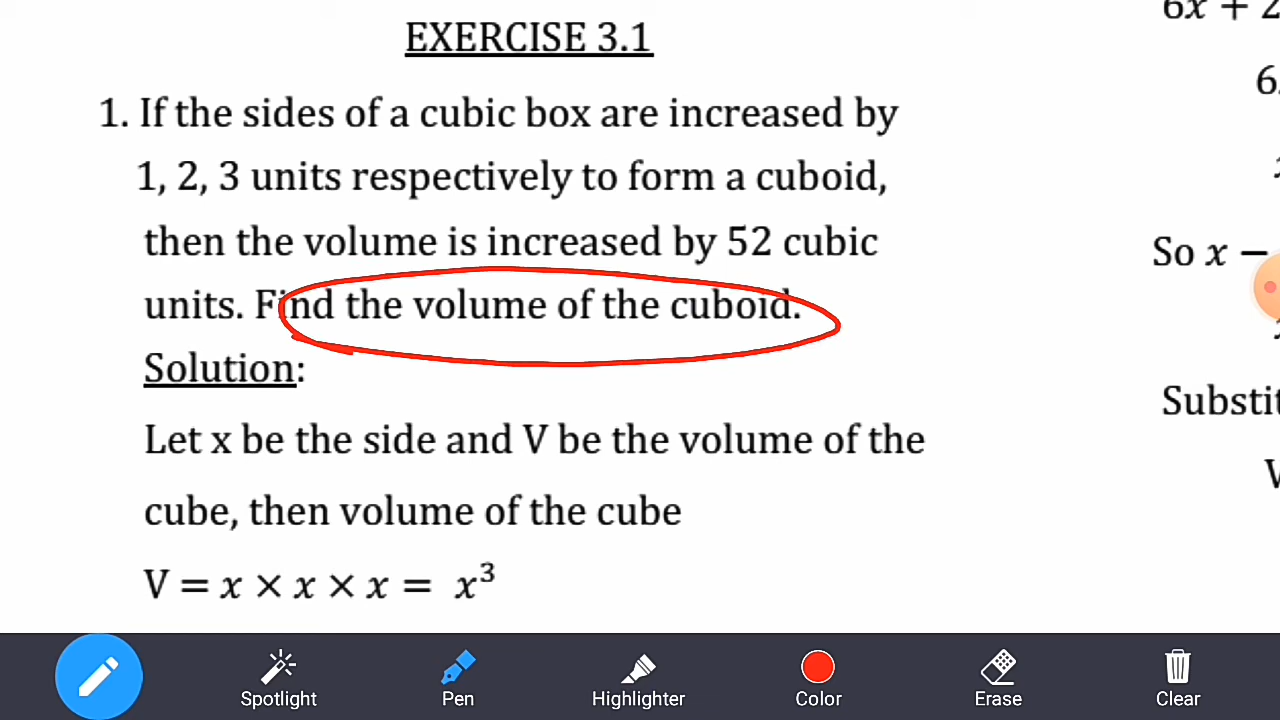 EXERCISE 3.1
1. If the sides of a cubic box are increased by
1, 2, 3 units respectively to form a cuboid,
then the volume is increased by 52 cubic
units. Find the volume of the cuboid.
Solution:
Let x be the side and V be the volume of the
cube, then volume of the cube
V = x × x × x = x³
6x + 2
6
So x −
Substit
Spotlight
Pen
Highlighter
Color
Erase
Clear